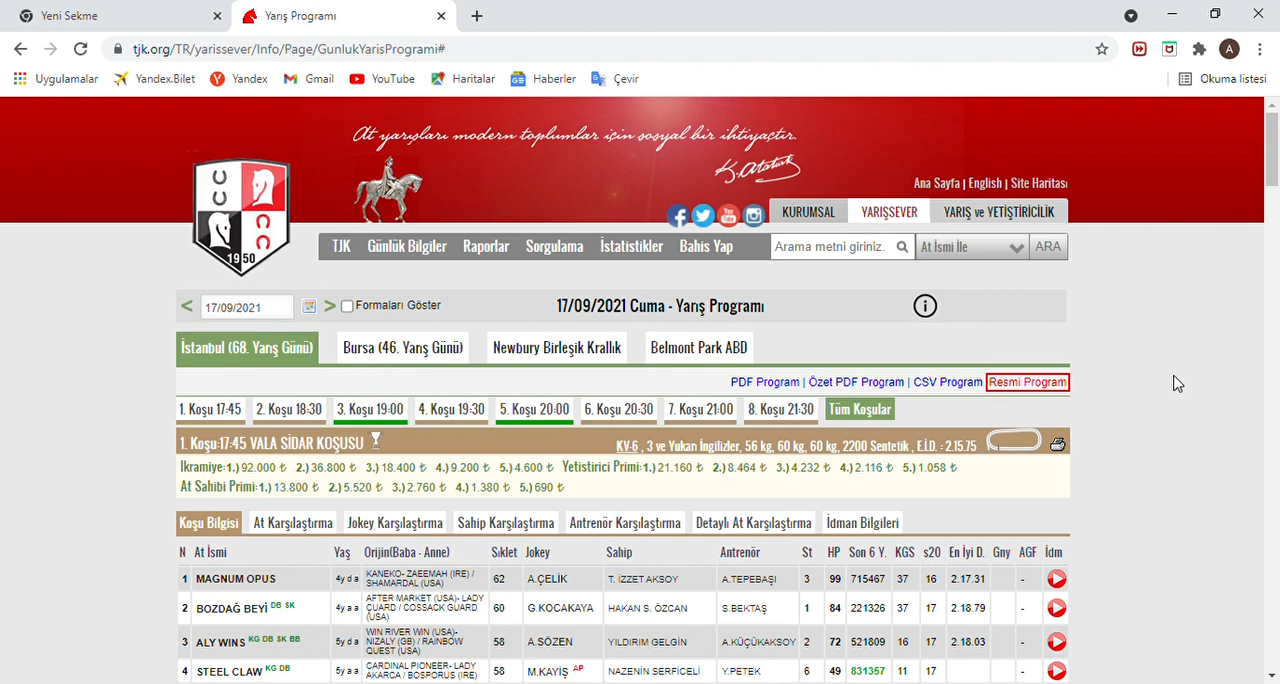 Yeni Sekme
Yarış Programı
tjk.org/TR/yarissever/Info/Page/GunlukYarisProgrami#
A
Uygulamalar Yandex.Bilet Yandex Gmail YouTube Haritalar Haberler Çevir Okuma listesi
At yarışları modern toplumlar için sosyal bir ihtiyaçtır.
K. Atatürk
1950
Ana Sayfa | English | Site Haritası
KURUMSAL YARIŞSEVER YARIŞ ve YETİŞTİRİCİLİK
TJK Günlük Bilgiler Raporlar Sorgulama İstatistikler Bahis Yap Arama metni giriniz. At İsmi İle ARA
< 17/09/2021 > Formaları Göster 17/09/2021 Cuma - Yarış Programı
İstanbul (68. Yarış Günü) Bursa (46. Yarış Günü) Newbury Birleşik Krallık Belmont Park ABD
PDF Program | Özet PDF Program | CSV Program Resmi Program
1. Koşu 17:45 2. Koşu 18:30 3. Koşu 19:00 4. Koşu 19:30 5. Koşu 20:00 6. Koşu 20:30 7. Koşu 21:00 8. Koşu 21:30 Tüm Koşular
1. Koşu:17:45 VALA SİDAR KOŞUSU KV-6 , 3 ve Yukarı İngilizler, 56 kg, 60 kg, 60 kg, 2200 Sentetik , E.İ.D. : 2.15.75
Ikramiye:1.) 92.000 ₺ 2.) 36.800 ₺ 3.) 18.400 ₺ 4.) 9.200 ₺ 5.) 4.600 ₺ Yetistirici Primi:1.) 21.160 ₺ 2.) 8.464 ₺ 3.) 4.232 ₺ 4.) 2.116 ₺ 5.) 1.058 ₺
At Sahibi Primi:1.) 13.800 ₺ 2.) 5.520 ₺ 3.) 2.760 ₺ 4.) 1.380 ₺ 5.) 690 ₺
Koşu Bilgisi At Karşılaştırma Jokey Karşılaştırma Sahip Karşılaştırma Antrenör Karşılaştırma Detaylı At Karşılaştırma İdman Bilgileri
N At İsmi Yaş Orijin(Baba - Anne) Sıklet Jokey Sahip Antrenör St HP Son 6 Y. KGS s20 En İyi D. Gny AGF İdm
1 MAGNUM OPUS 4y d a KANEKO- ZAEEMAH (IRE) / SHAMARDAL (USA) 62 A.ÇELİK T. İZZET AKSOY A.TEPEBAŞI 3 99 715467 37 16 2.17.31 -
2 BOZDAĞ BEYİ DB SK 4y a a AFTER MARKET (USA)- LADY CUARD / COSSACK GUARD (USA) 60 G.KOCAKAYA HAKAN S. ÖZCAN S.BEKTAŞ 1 84 221326 37 17 2.18.79 -
3 ALY WINS KG DB SK BB 5y d a WIN RIVER WIN (USA)- NIZALY (GB) / RAINBOW QUEST (USA) 58 A.SÖZEN YILDIRIM GELGİN A.KÜÇÜKAKSOY 2 72 521809 16 17 2.18.03 -
4 STEEL CLAW KG DB 5y a a CARDINAL PIONEER- LADY AKARCA / BOSPORUS (IRE) 58 M.KAYİŞ AP NAZENİN SERFİCELİ Y.PETEK 6 49 831357 11 17 -